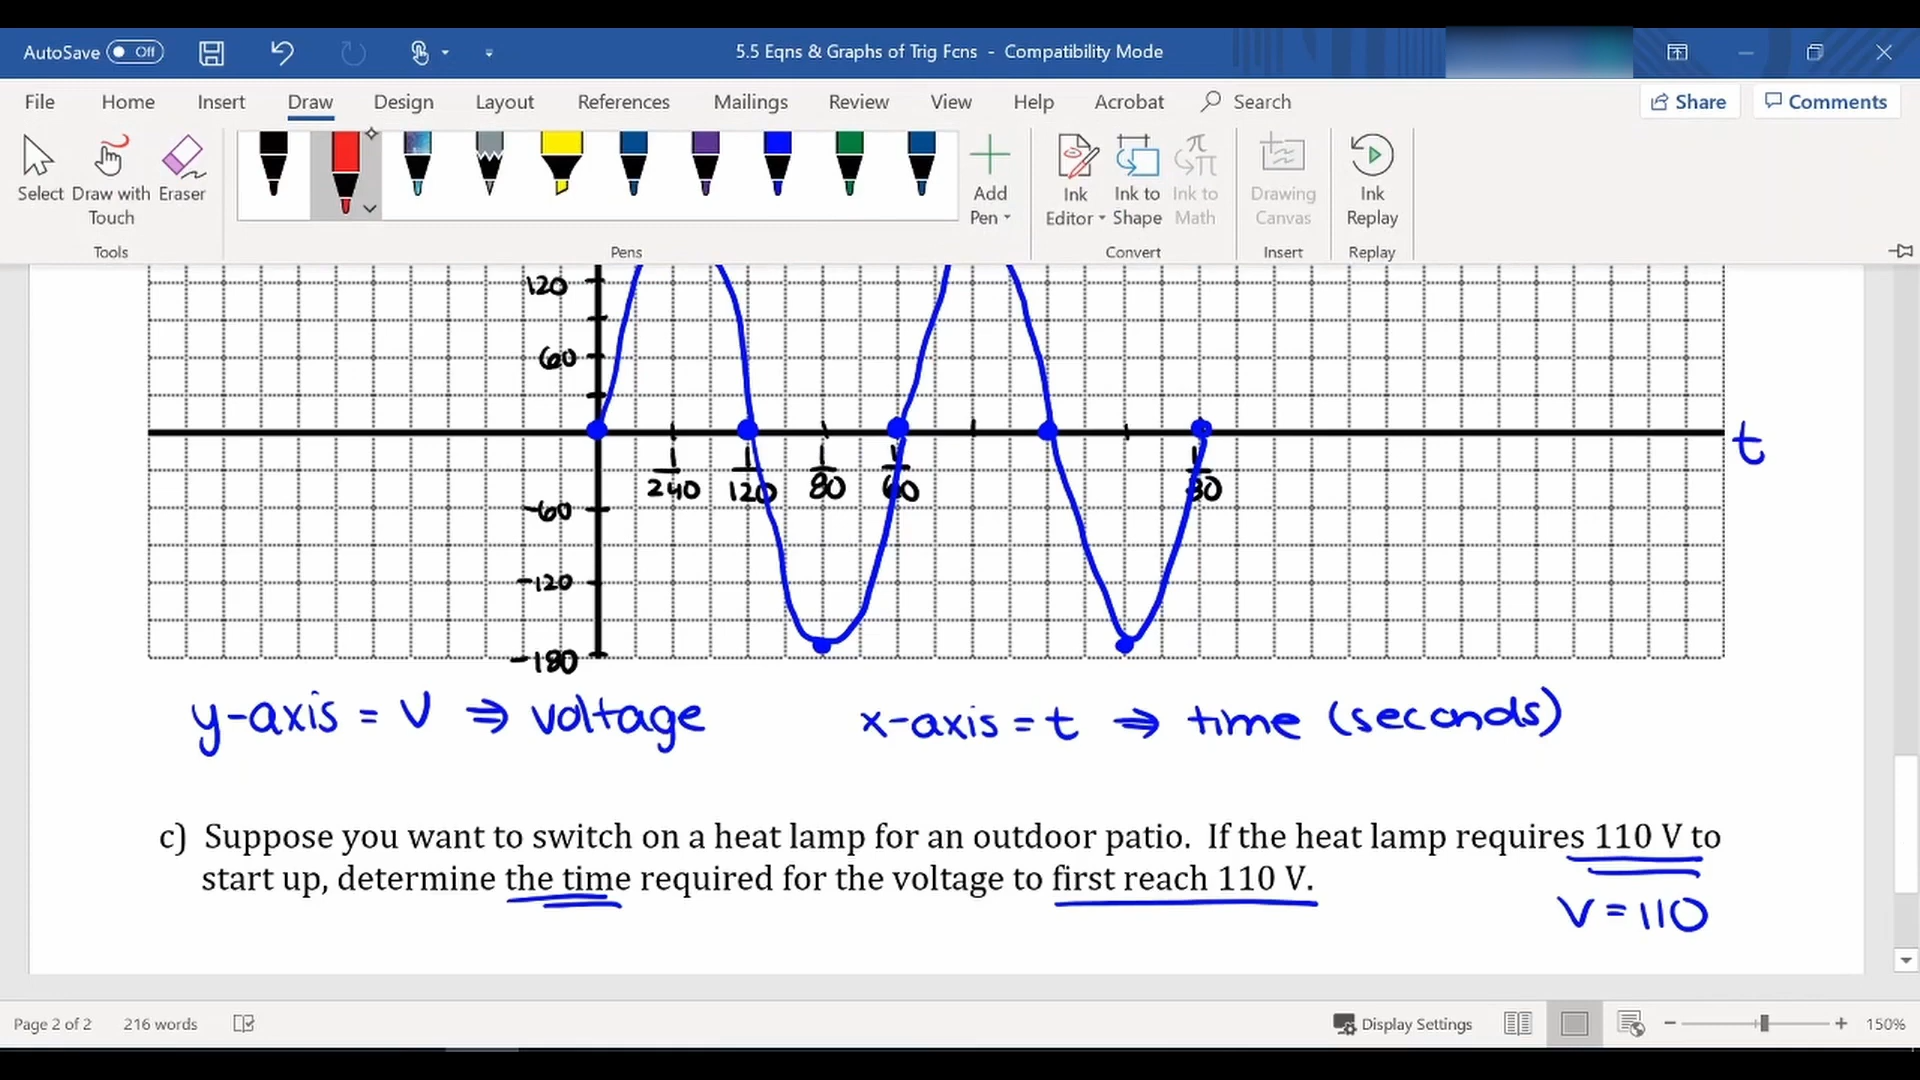 AutoSave Off 5.5 Eqns & Graphs of Trig Fcns - Compatibility Mode
File Home Insert Draw Design Layout References Mailings Review View Help Acrobat Search Share Comments
Select Draw with Touch Eraser Add Pen Ink Editor Ink to Shape Ink to Math Drawing Canvas Ink Replay
Tools Pens Convert Insert Replay
120
60
t
1/240 1/120 1/80 1/60 1/30
-60
-120
-180
y-axis = V ⇒ voltage x-axis = t ⇒ time (seconds)
c) Suppose you want to switch on a heat lamp for an outdoor patio. If the heat lamp requires 110 V to
start up, determine the time required for the voltage to first reach 110 V.
V = 110
Page 2 of 2 216 words Display Settings 150%